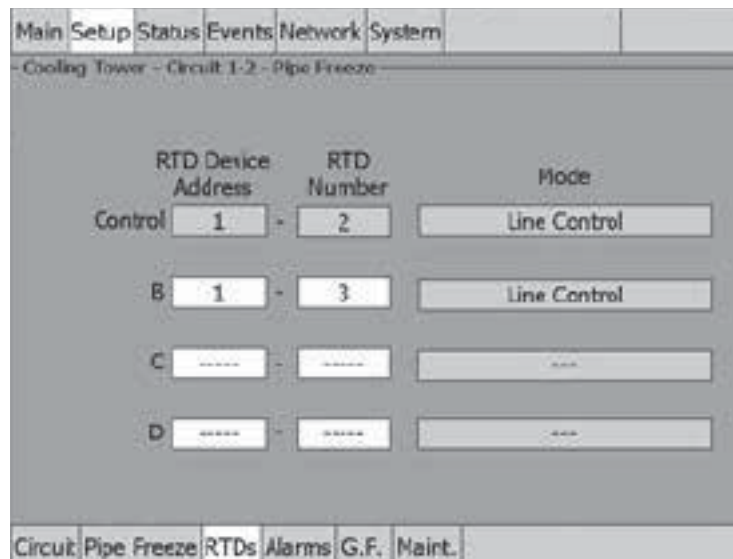 Main Setup Status Events Network System
Cooling Tower - Circuit 1-2 - Pipe Freeze
RTD Device Address RTD Number Mode
Control 1 - 2 Line Control
B 1 - 3 Line Control
C ----- - ----- ---
D ----- - ----- ---
Circuit Pipe Freeze RTDs Alarms G.F. Maint.